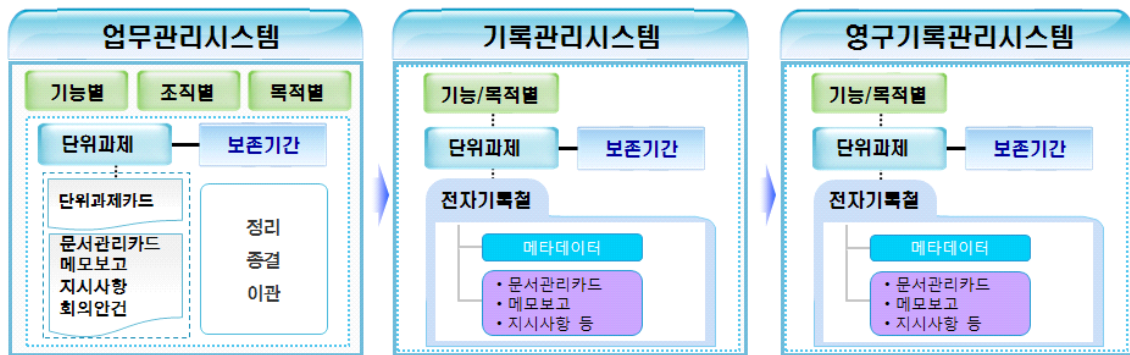 업무관리시스템
기능별
조직별
목적별
단위과제
보존기간
단위과제카드
문서관리카드
메모보고
지시사항
회의안건
정리
종결
이관
기록관리시스템
기능/목적별
단위과제
보존기간
전자기록철
메타데이터
• 문서관리카드
• 메모보고
• 지시사항 등
영구기록관리시스템
기능/목적별
단위과제
보존기간
전자기록철
메타데이터
• 문서관리카드
• 메모보고
• 지시사항 등